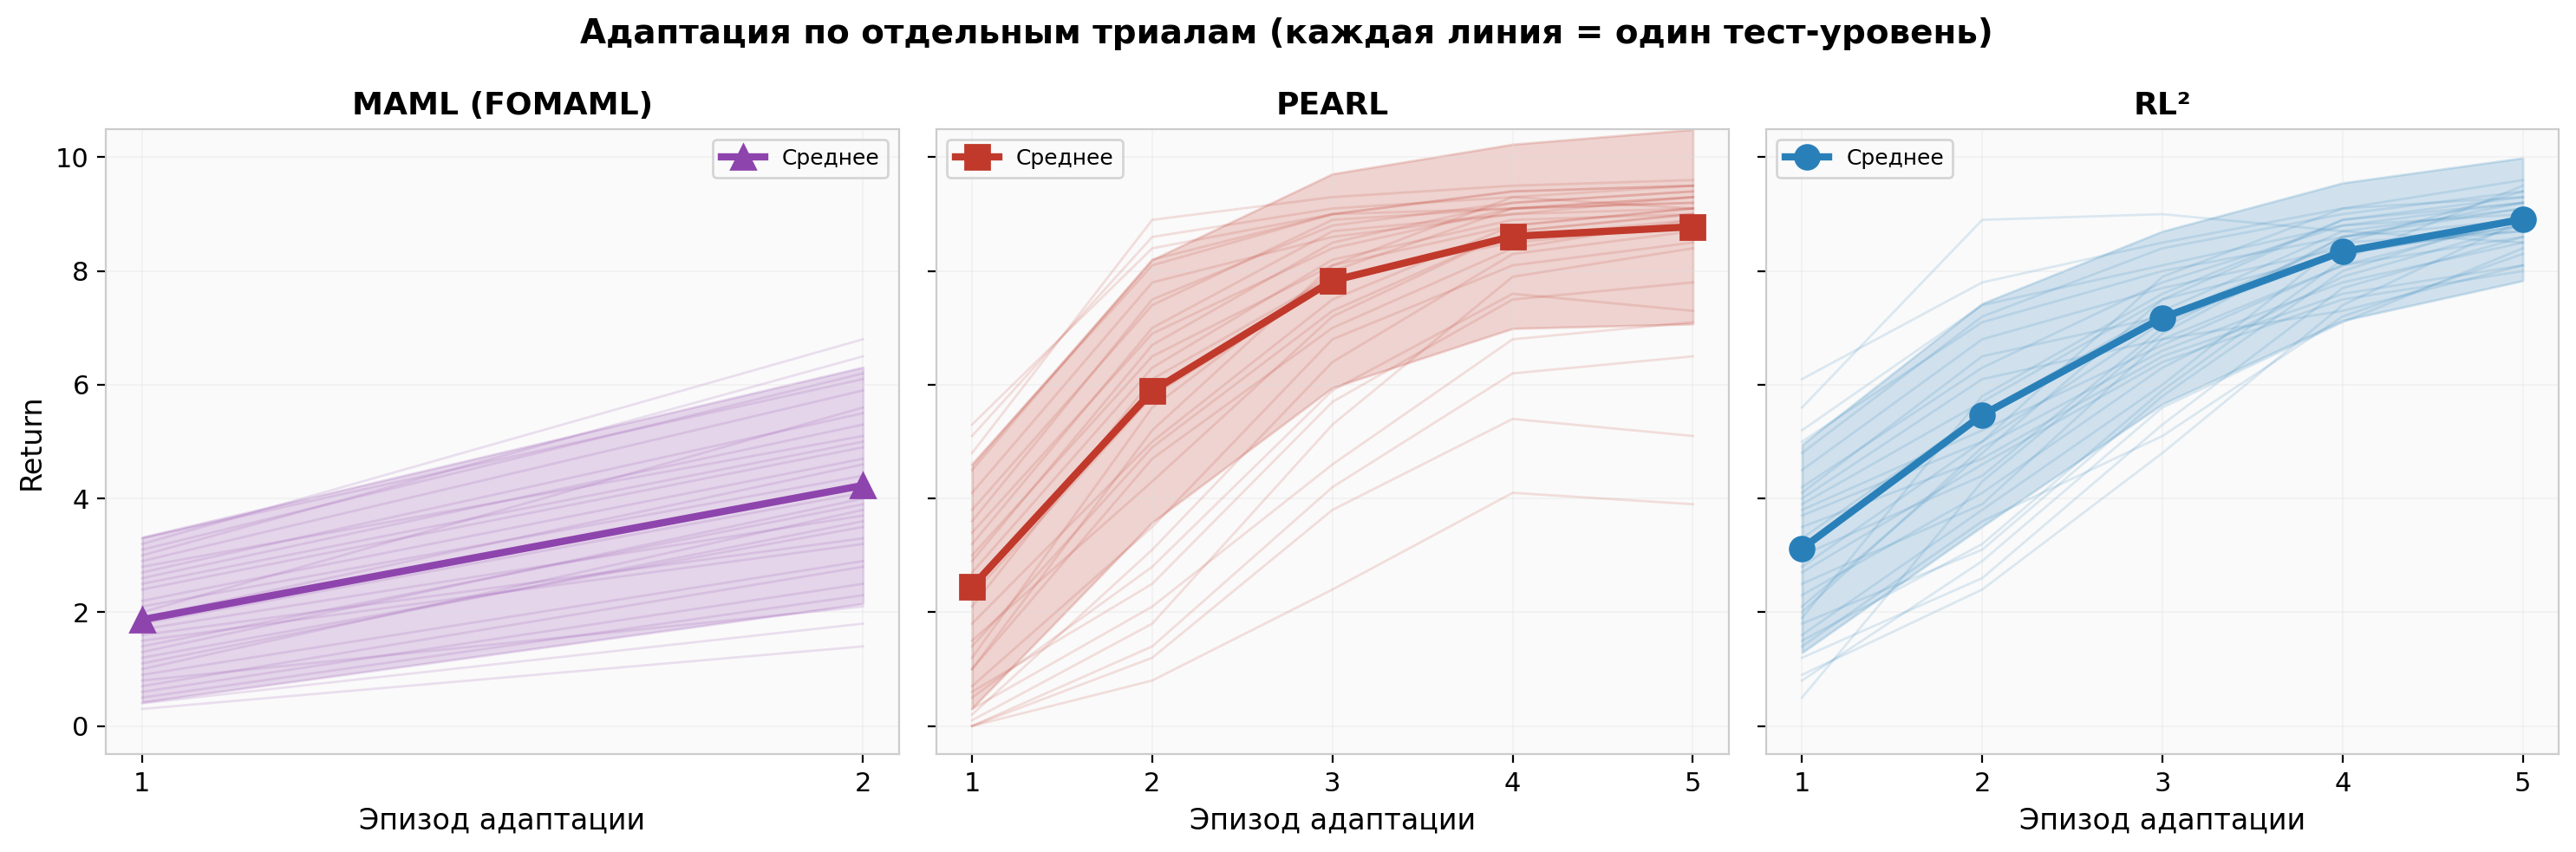 Адаптация по отдельным триалам (каждая линия = один тест-уровень)
MAML (FOMAML)
Среднее
Return
10
8
6
4
2
0
1
2
Эпизод адаптации
PEARL
Среднее
1
2
3
4
5
Эпизод адаптации
RL²
Среднее
1
2
3
4
5
Эпизод адаптации